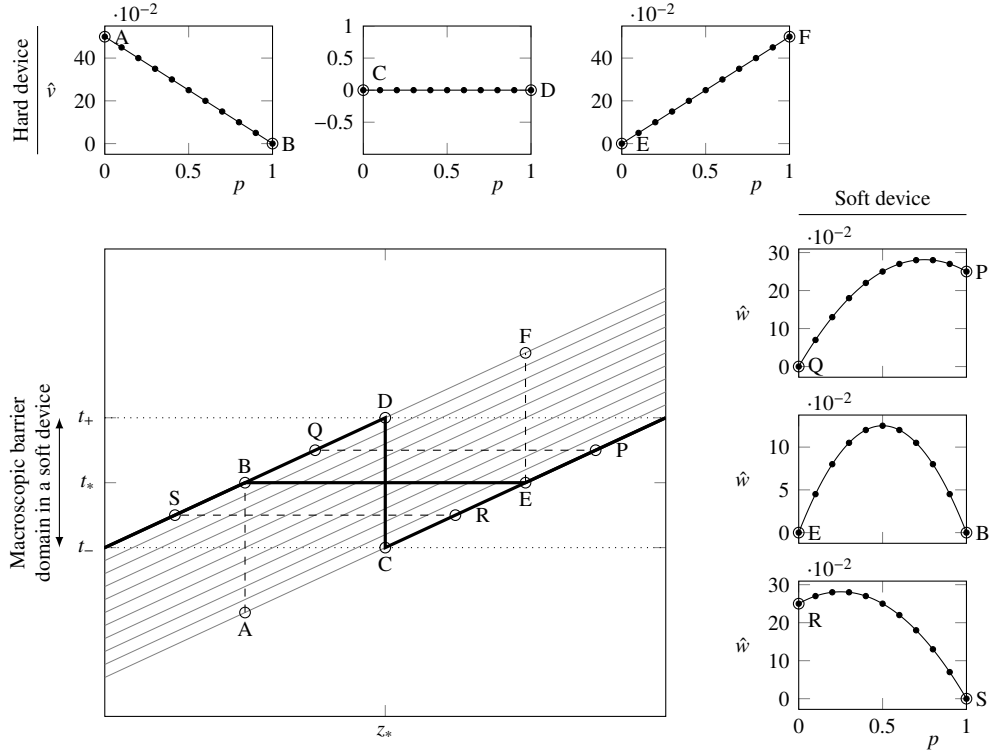 Hard device
·10−2
40
20
0
v̂
0
0.5
1
p
A
B
1
0.5
0
−0.5
0
0.5
1
p
C
D
·10−2
40
20
0
0
0.5
1
p
E
F
Soft device
Macroscopic barrier
domain in a soft device
t+
t*
t−
z*
F
D
Q
B
P
S
E
R
C
A
·10−2
30
20
10
0
ŵ
Q
P
·10−2
10
5
0
ŵ
E
B
·10−2
30
20
10
0
ŵ
R
S
0
0.5
1
p